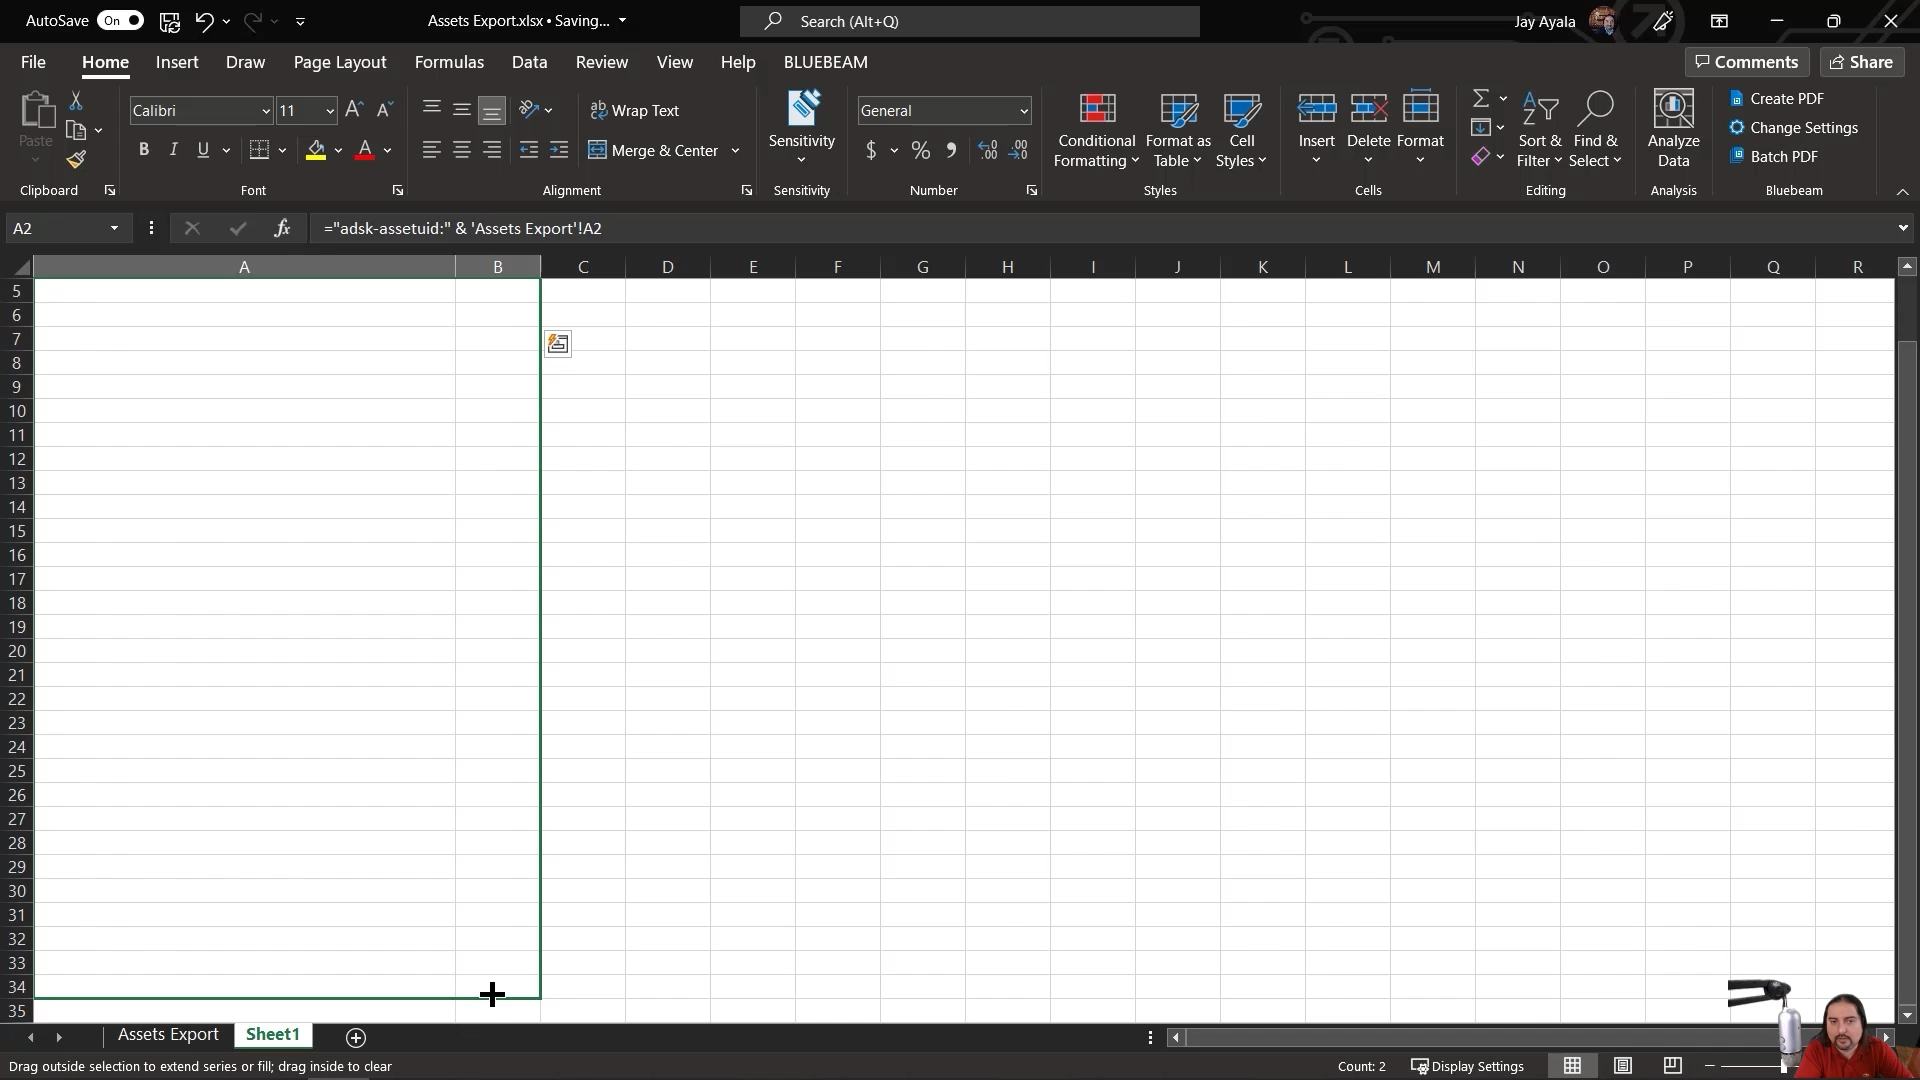 AutoSave On Assets Export.xlsx • Saving... Search (Alt+Q) Jay Ayala
File Home Insert Draw Page Layout Formulas Data Review View Help BLUEBEAM Comments Share
Paste
Calibri 11
Wrap Text
Merge & Center
Sensitivity
General
$ % 9 .00 .00 .0
Conditional Formatting
Format as Table
Cell Styles
Insert Delete Format
Sort & Filter
Find & Select
Analyze Data
Create PDF
Change Settings
Batch PDF
Clipboard Font Alignment Sensitivity Number Styles Cells Editing Analysis Bluebeam
A2 fx ="adsk-assetuid:" & 'Assets Export'!A2
A B C D E F G H I J K L M N O P Q R
5
6
7
8
9
10
11
12
13
14
15
16
17
18
19
20
21
22
23
24
25
26
27
28
29
30
31
32
33
34
35
Assets Export Sheet1
Drag outside selection to extend series or fill; drag inside to clear Count: 2 Display Settings